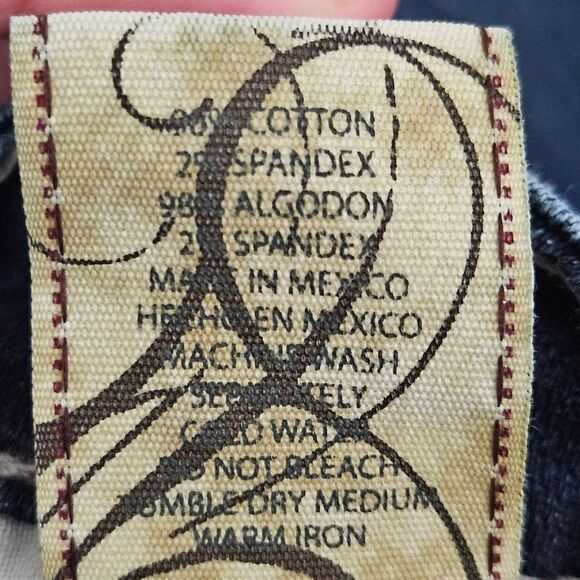 98% COTTON
2% SPANDEX
98% ALGODON
2% SPANDEX
MADE IN MEXICO
HECHO EN MEXICO
MACHINE WASH
SEPARATELY
COLD WATER
DO NOT BLEACH
TUMBLE DRY MEDIUM
WARM IRON